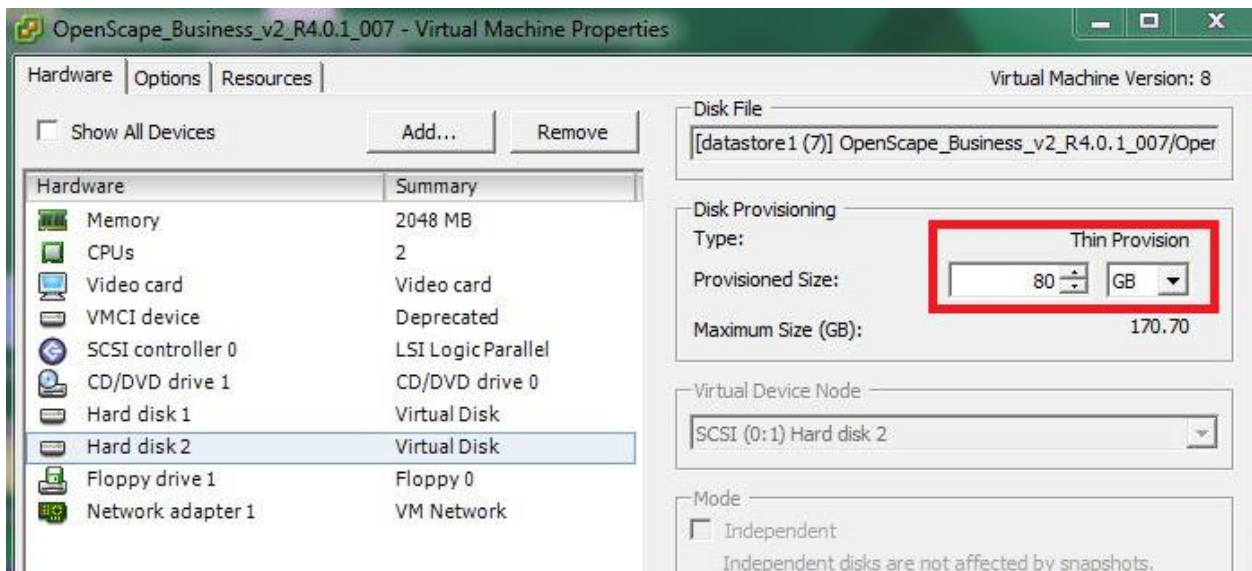 OpenScape_Business_v2_R4.0.1_007 - Virtual Machine Properties
Hardware Options Resources
Virtual Machine Version: 8
Show All Devices
Add... Remove
Hardware Summary
Memory 2048 MB
CPUs 2
Video card Video card
VMCI device Deprecated
SCSI controller 0 LSI Logic Parallel
CD/DVD drive 1 CD/DVD drive 0
Hard disk 1 Virtual Disk
Hard disk 2 Virtual Disk
Floppy drive 1 Floppy 0
Network adapter 1 VM Network
Disk File
[datastore1 (7)] OpenScape_Business_v2_R4.0.1_007/Oper
Disk Provisioning
Type: Thin Provision
Provisioned Size: 80 GB
Maximum Size (GB): 170.70
Virtual Device Node
SCSI (0:1) Hard disk 2
Mode
Independent
Independent disks are not affected by snapshots.